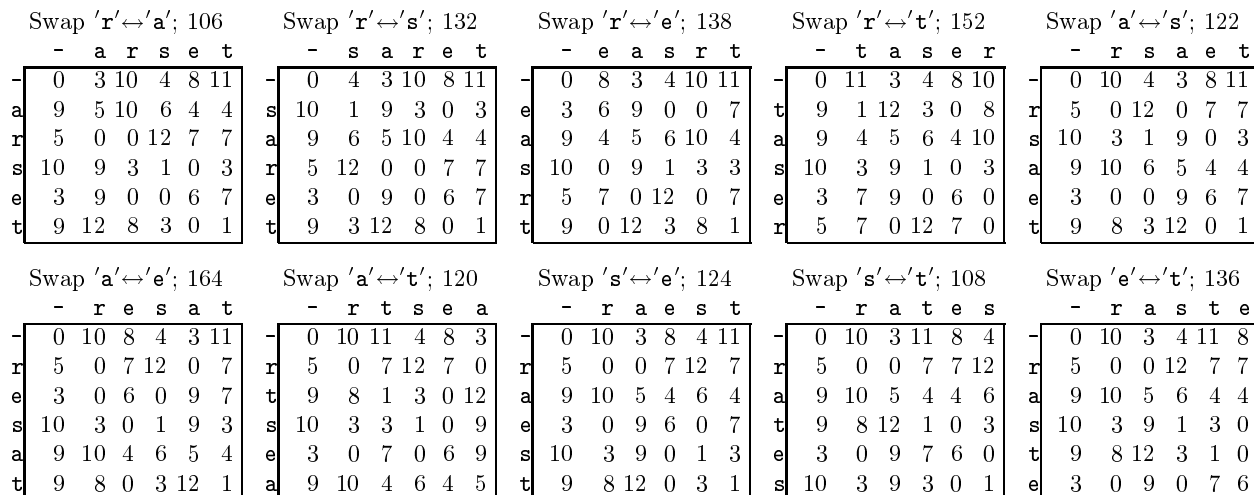 Swap 'r'↔'a'; 106
- a r s e t
- 0 3 10 4 8 11
a 9 5 10 6 4 4
r 5 0 0 12 7 7
s 10 9 3 1 0 3
e 3 9 0 0 6 7
t 9 12 8 3 0 1
Swap 'r'↔'s'; 132
- s a r e t
- 0 4 3 10 8 11
s 10 1 9 3 0 3
a 9 6 5 10 4 4
r 5 12 0 0 7 7
e 3 0 9 0 6 7
t 9 3 12 8 0 1
Swap 'r'↔'e'; 138
- e a s r t
- 0 8 3 4 10 11
e 3 6 9 0 0 7
a 9 4 5 6 10 4
s 10 0 9 1 3 3
r 5 7 0 12 0 7
t 9 0 12 3 8 1
Swap 'r'↔'t'; 152
- t a s e r
- 0 11 3 4 8 10
t 9 1 12 3 0 8
a 9 4 5 6 4 10
s 10 3 9 1 0 3
e 3 7 9 0 6 0
r 5 7 0 12 7 0
Swap 'a'↔'s'; 122
- r s a e t
- 0 10 4 3 8 11
r 5 0 12 0 7 7
s 10 3 1 9 0 3
a 9 10 6 5 4 4
e 3 0 0 9 6 7
t 9 8 3 12 0 1
Swap 'a'↔'e'; 164
- r e s a t
- 0 10 8 4 3 11
r 5 0 7 12 0 7
e 3 0 6 0 9 7
s 10 3 0 1 9 3
a 9 10 4 6 5 4
t 9 8 0 3 12 1
Swap 'a'↔'t'; 120
- r t s e a
- 0 10 11 4 8 3
r 5 0 7 12 7 0
t 9 8 1 3 0 12
s 10 3 3 1 0 9
e 3 0 7 0 6 9
a 9 10 4 6 4 5
Swap 's'↔'e'; 124
- r a e s t
- 0 10 3 8 4 11
r 5 0 0 7 12 7
a 9 10 5 4 6 4
e 3 0 9 6 0 7
s 10 3 9 0 1 3
t 9 8 12 0 3 1
Swap 's'↔'t'; 108
- r a t e s
- 0 10 3 11 8 4
r 5 0 0 7 7 12
a 9 10 5 4 4 6
t 9 8 12 1 0 3
e 3 0 9 7 6 0
s 10 3 9 3 0 1
Swap 'e'↔'t'; 136
- r a s t e
- 0 10 3 4 11 8
r 5 0 0 12 7 7
a 9 10 5 6 4 4
s 10 3 9 1 3 0
t 9 8 12 3 1 0
e 3 0 9 0 7 6